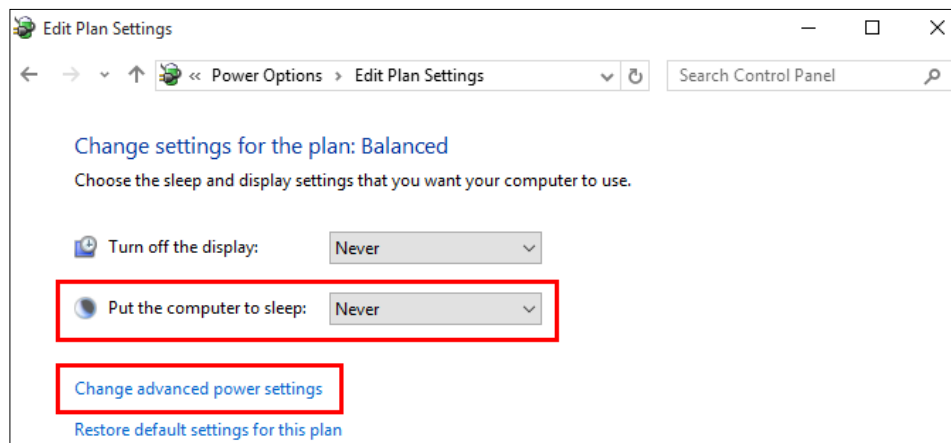 Edit Plan Settings
« Power Options › Edit Plan Settings
Search Control Panel
Change settings for the plan: Balanced
Choose the sleep and display settings that you want your computer to use.
Turn off the display: Never
Put the computer to sleep: Never
Change advanced power settings
Restore default settings for this plan